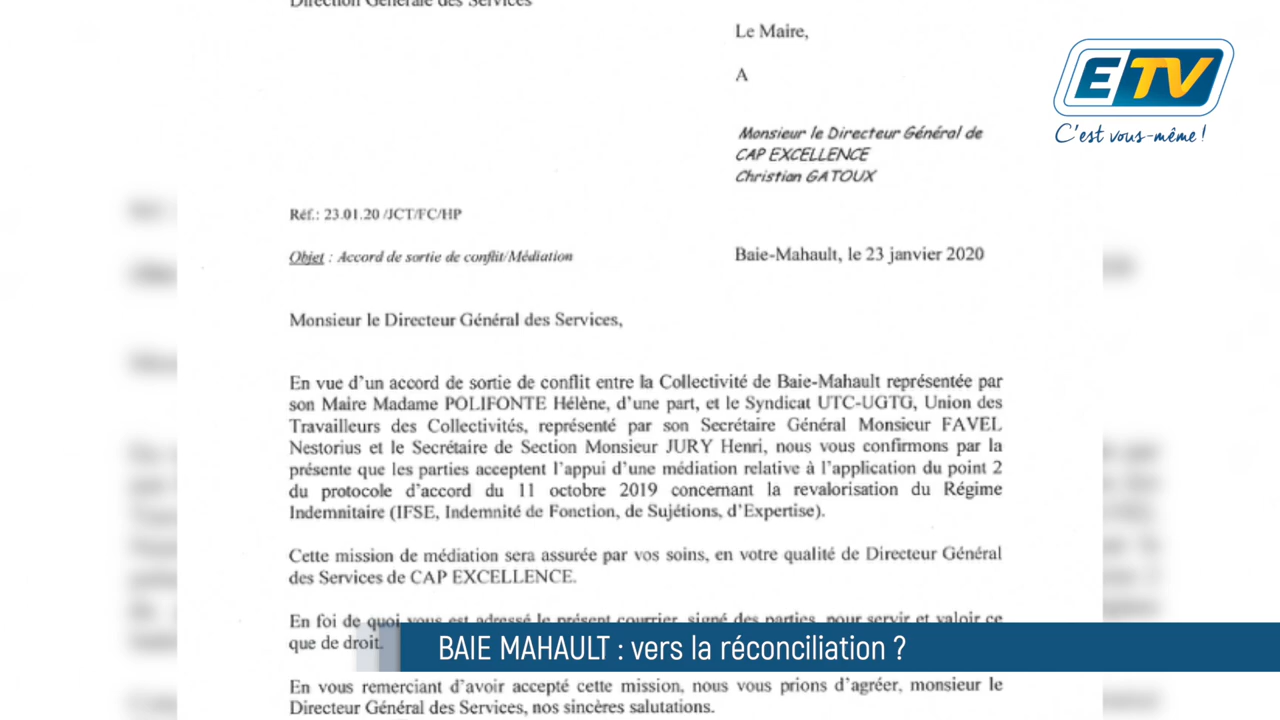 Direction Générale des Services
Le Maire,
A
ETV
C'est vous-même !
Monsieur le Directeur Général de
CAP EXCELLENCE
Christian GATOUX
Réf.: 23.01.20 /JCT/FC/HP
Objet : Accord de sortie de conflit/Médiation
Baie-Mahault, le 23 janvier 2020
Monsieur le Directeur Général des Services,
En vue d'un accord de sortie de conflit entre la Collectivité de Baie-Mahault représentée par
son Maire Madame POLIFONTE Hélène, d'une part, et le Syndicat UTC-UGTG, Union des
Travailleurs des Collectivités, représenté par son Secrétaire Général Monsieur FAVEL
Nestorius et le Secrétaire de Section Monsieur JURY Henri, nous vous confirmons par la
présente que les parties acceptent l'appui d'une médiation relative à l'application du point 2
du protocole d'accord du 11 octobre 2019 concernant la revalorisation du Régime
Indemnitaire (IFSE, Indemnité de Fonction, de Sujétions, d'Expertise).
Cette mission de médiation sera assurée par vos soins, en votre qualité de Directeur Général
des Services de CAP EXCELLENCE.
En foi de quoi vous est adressé le présent courrier, signé des parties, pour servir et valoir ce
que de droit.
BAIE MAHAULT : vers la réconciliation ?
En vous remerciant d'avoir accepté cette mission, nous vous prions d'agréer, monsieur le
Directeur Général des Services, nos sincères salutations.